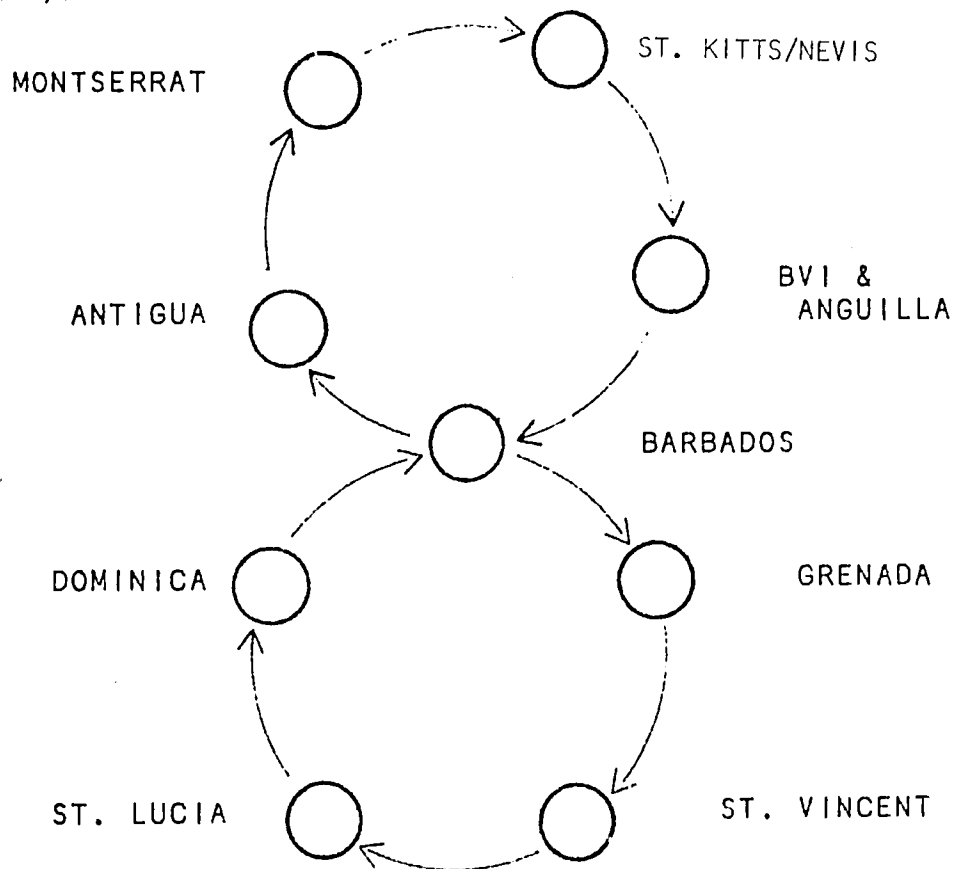 ST. KITTS/NEVIS
MONTSERRAT
BVI &
ANGUILLA
ANTIGUA
BARBADOS
DOMINICA
GRENADA
ST. LUCIA
ST. VINCENT